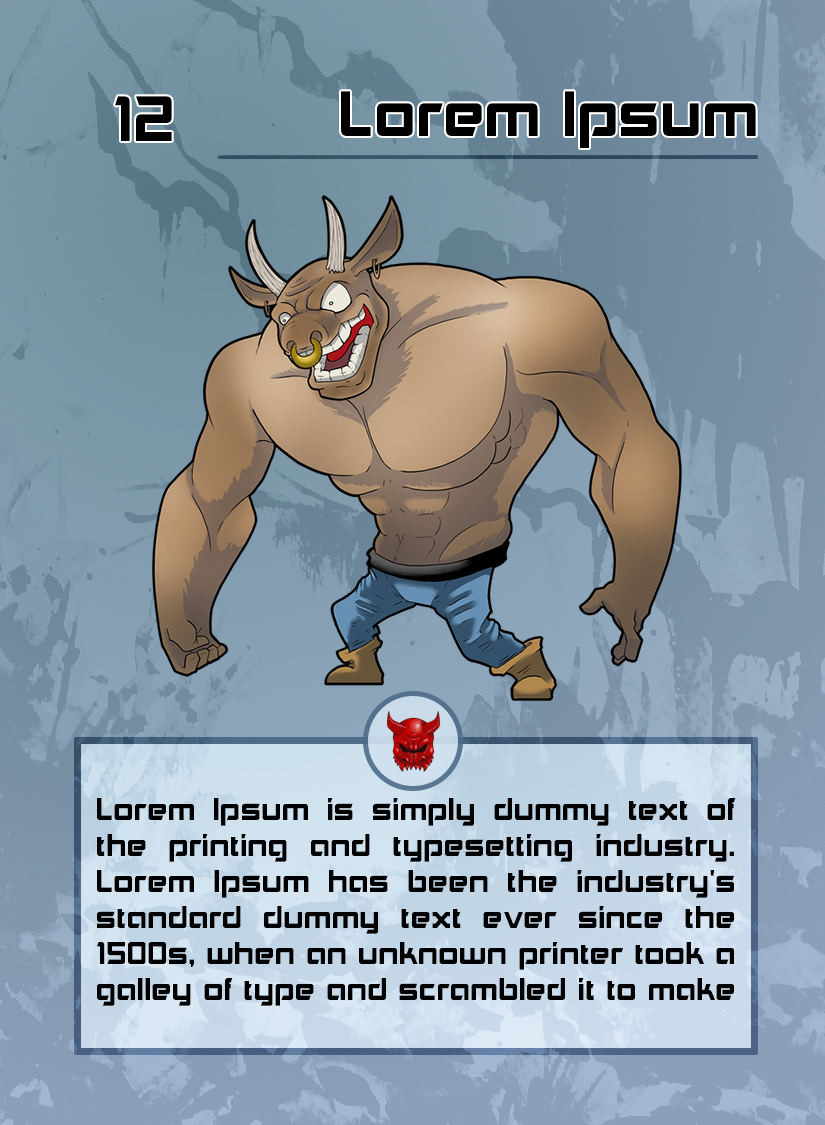 12
Lorem Ipsum
Lorem Ipsum is simply dummy text of
the printing and typesetting industry.
Lorem Ipsum has been the industry's
standard dummy text ever since the
1500s, when an unknown printer took a
galley of type and scrambled it to make